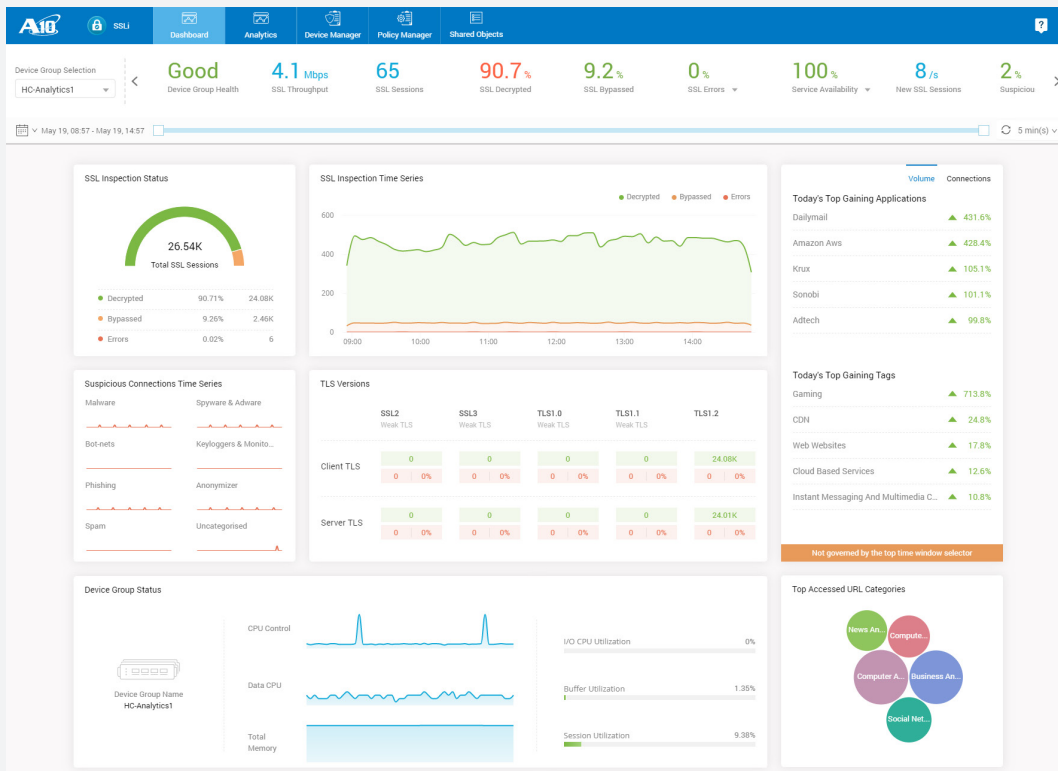 A10
SSLi
Dashboard
Analytics
Device Manager
Policy Manager
Shared Objects
?
Device Group Selection
HC-Analytics1
Good
Device Group Health
4.1 Mbps
SSL Throughput
65
SSL Sessions
90.7%
SSL Decrypted
9.2%
SSL Bypassed
0%
SSL Errors
100%
Service Availability
8 /s
New SSL Sessions
2%
Suspiciou
May 19, 08:57 - May 19, 14:57
5 min(s)
SSL Inspection Status
26.54K
Total SSL Sessions
Decrypted 90.71% 24.08K
Bypassed 9.26% 2.46K
Errors 0.02% 6
SSL Inspection Time Series
Decrypted Bypassed Errors
600
400
200
0
09:00 10:00 11:00 12:00 13:00 14:00
Volume Connections
Today's Top Gaining Applications
Dailymail 431.6%
Amazon Aws 428.4%
Krux 105.1%
Sonobi 101.1%
Adtech 99.8%
Today's Top Gaining Tags
Gaming 713.8%
CDN 24.8%
Web Websites 17.8%
Cloud Based Services 12.6%
Instant Messaging And Multimedia C... 10.8%
Not governed by the top time window selector
Suspicious Connections Time Series
Malware Spyware & Adware
Bot-nets Keyloggers & Monito...
Phishing Anonymizer
Spam Uncategorised
TLS Versions
SSL2 SSL3 TLS1.0 TLS1.1 TLS1.2
Weak TLS Weak TLS Weak TLS Weak TLS
Client TLS
0 0 0 0 24.08K
0 0% 0 0% 0 0% 0 0% 0 0%
Server TLS
0 0 0 0 24.01K
0 0% 0 0% 0 0% 0 0% 0 0%
Device Group Status
Device Group Name
HC-Analytics1
CPU Control
Data CPU
Total
Memory
I/O CPU Utilization 0%
Buffer Utilization 1.35%
Session Utilization 9.38%
Top Accessed URL Categories
News An...
Compute...
Computer A...
Business An...
Social Net...